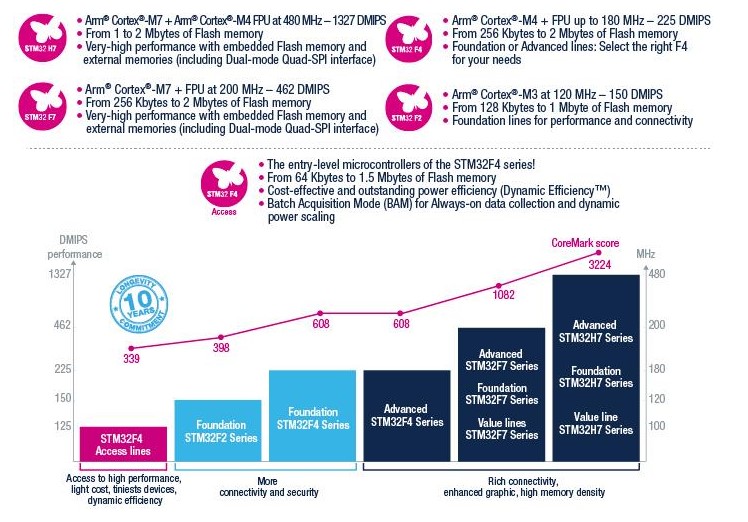 STM32 H7
• Arm® Cortex®-M7 + Arm® Cortex®-M4 FPU at 480 MHz – 1327 DMIPS
• From 1 to 2 Mbytes of Flash memory
• Very-high performance with embedded Flash memory and
external memories (including Dual-mode Quad-SPI interface)
STM32 F4
• Arm® Cortex®-M4 + FPU up to 180 MHz – 225 DMIPS
• From 256 Kbytes to 2 Mbytes of Flash memory
• Foundation or Advanced lines: Select the right F4
for your needs
STM32 F7
• Arm® Cortex®-M7 + FPU at 200 MHz – 462 DMIPS
• From 256 Kbytes to 2 Mbytes of Flash memory
• Very-high performance with embedded Flash memory and
external memories (including Dual-mode Quad-SPI interface)
STM32 F2
• Arm® Cortex®-M3 at 120 MHz – 150 DMIPS
• From 128 Kbytes to 1 Mbyte of Flash memory
• Foundation lines for performance and connectivity
STM32 F4
Access
• The entry-level microcontrollers of the STM32F4 series!
• From 64 Kbytes to 1.5 Mbytes of Flash memory
• Cost-effective and outstanding power efficiency (Dynamic Efficiency™)
• Batch Acquisition Mode (BAM) for Always-on data collection and dynamic
power scaling
DMIPS
performance
1327
462
225
150
125
LONGEVITY
10
YEARS
COMMITMENT
CoreMark score
339
398
608
608
1082
3224
MHz
480
200
180
120
100
STM32F4
Access lines
Foundation
STM32F2 Series
Foundation
STM32F4 Series
Advanced
STM32F4 Series
Advanced
STM32F7 Series
Foundation
STM32F7 Series
Value lines
STM32F7 Series
Advanced
STM32H7 Series
Foundation
STM32H7 Series
Value line
STM32H7 Series
Access to high performance,
light cost, tiniests devices,
dynamic efficiency
More
connectivity and security
Rich connectivity,
enhanced graphic, high memory density